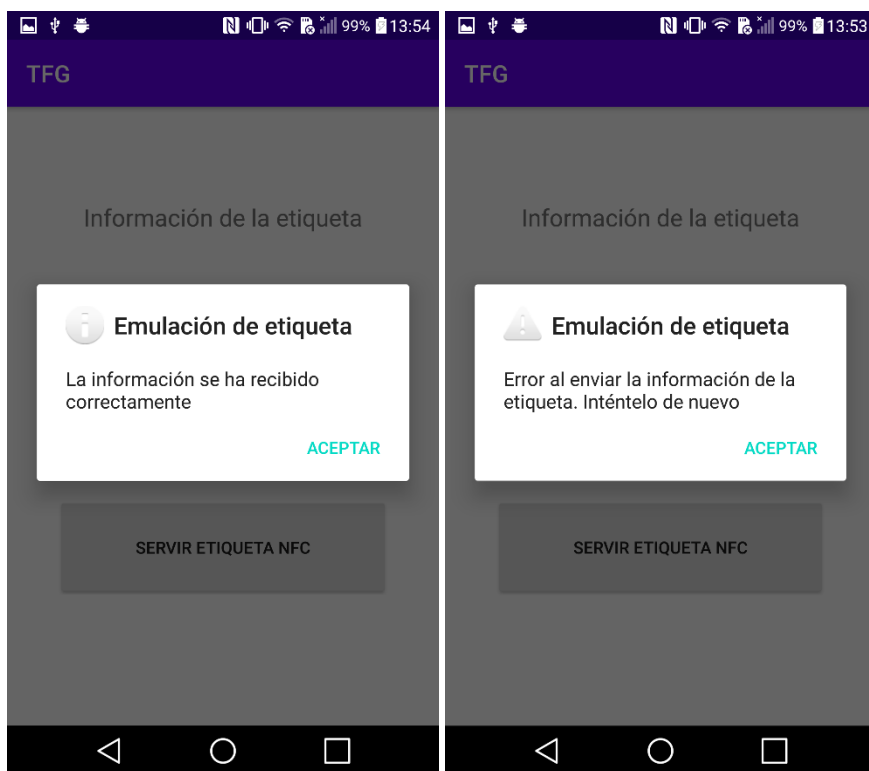 99% 13:54
TFG
Información de la etiqueta
Emulación de etiqueta
La información se ha recibido
correctamente
ACEPTAR
SERVIR ETIQUETA NFC
99% 13:53
TFG
Información de la etiqueta
Emulación de etiqueta
Error al enviar la información de la
etiqueta. Inténtelo de nuevo
ACEPTAR
SERVIR ETIQUETA NFC